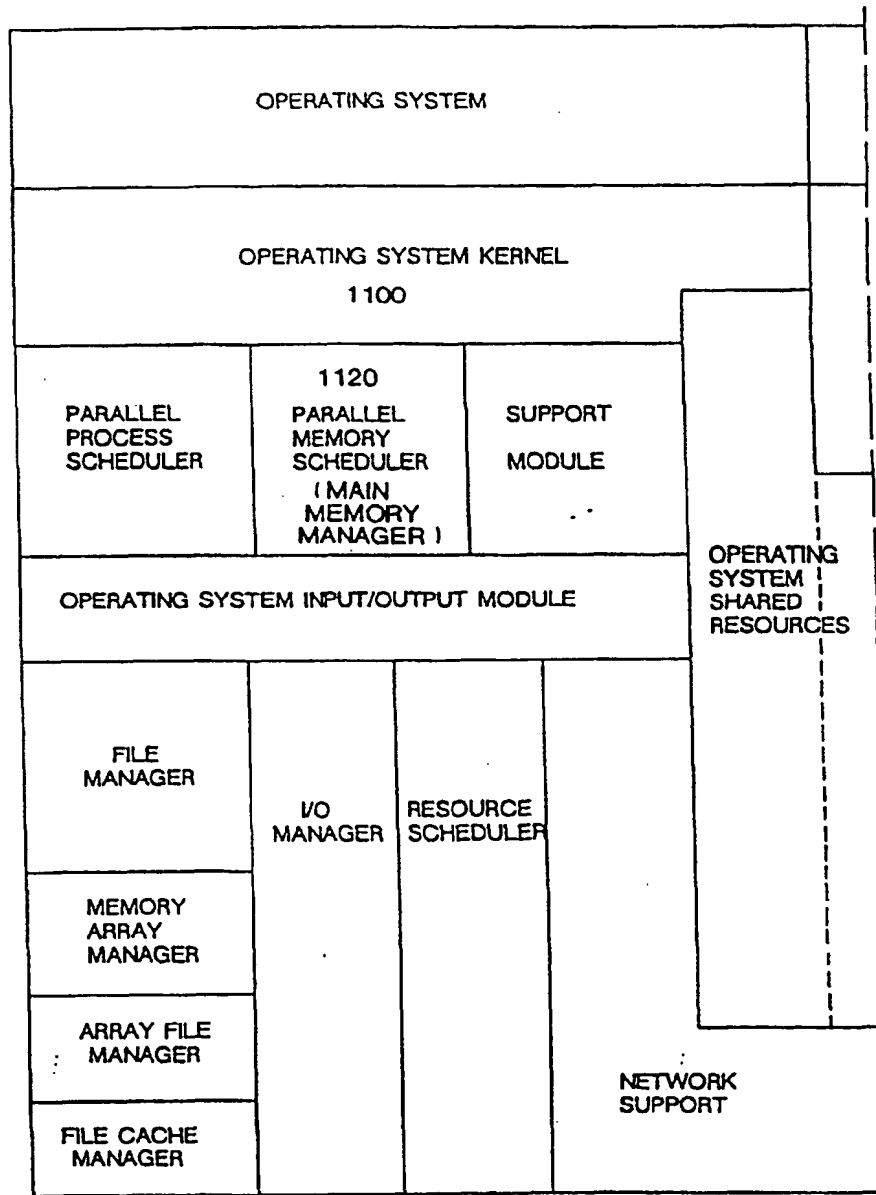 OPERATING SYSTEM
OPERATING SYSTEM KERNEL
1100
PARALLEL
PROCESS
SCHEDULER
1120
PARALLEL
MEMORY
SCHEDULER
(MAIN
MEMORY
MANAGER)
SUPPORT
MODULE
OPERATING
SYSTEM
SHARED
RESOURCES
OPERATING SYSTEM INPUT/OUTPUT MODULE
FILE
MANAGER
I/O
MANAGER
RESOURCE
SCHEDULER
MEMORY
ARRAY
MANAGER
ARRAY FILE
MANAGER
FILE CACHE
MANAGER
NETWORK
SUPPORT